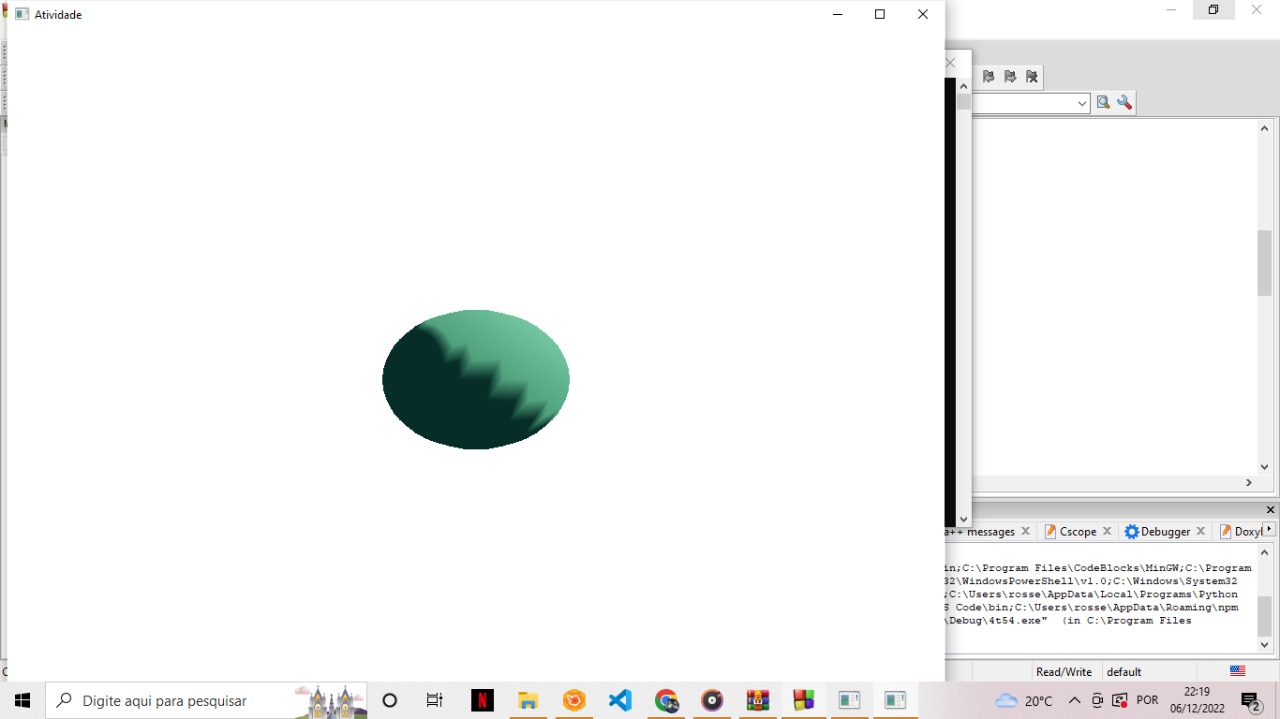 Atividade
a++ messages
Cscope
Debugger
in;C:\Program Files\CodeBlocks\MinGW;C:\Program
32\WindowsPowerShell\v1.0;C:\Windows\System32
;C:\Users\rosse\AppData\Local\Programs\Python
S Code\bin;C:\Users\rosse\AppData\Roaming\npm
\Debug\4t54.exe" (in C:\Program Files
Read/Write default
Digite aqui para pesquisar
N
20°C
POR
22:19
06/12/2022
2